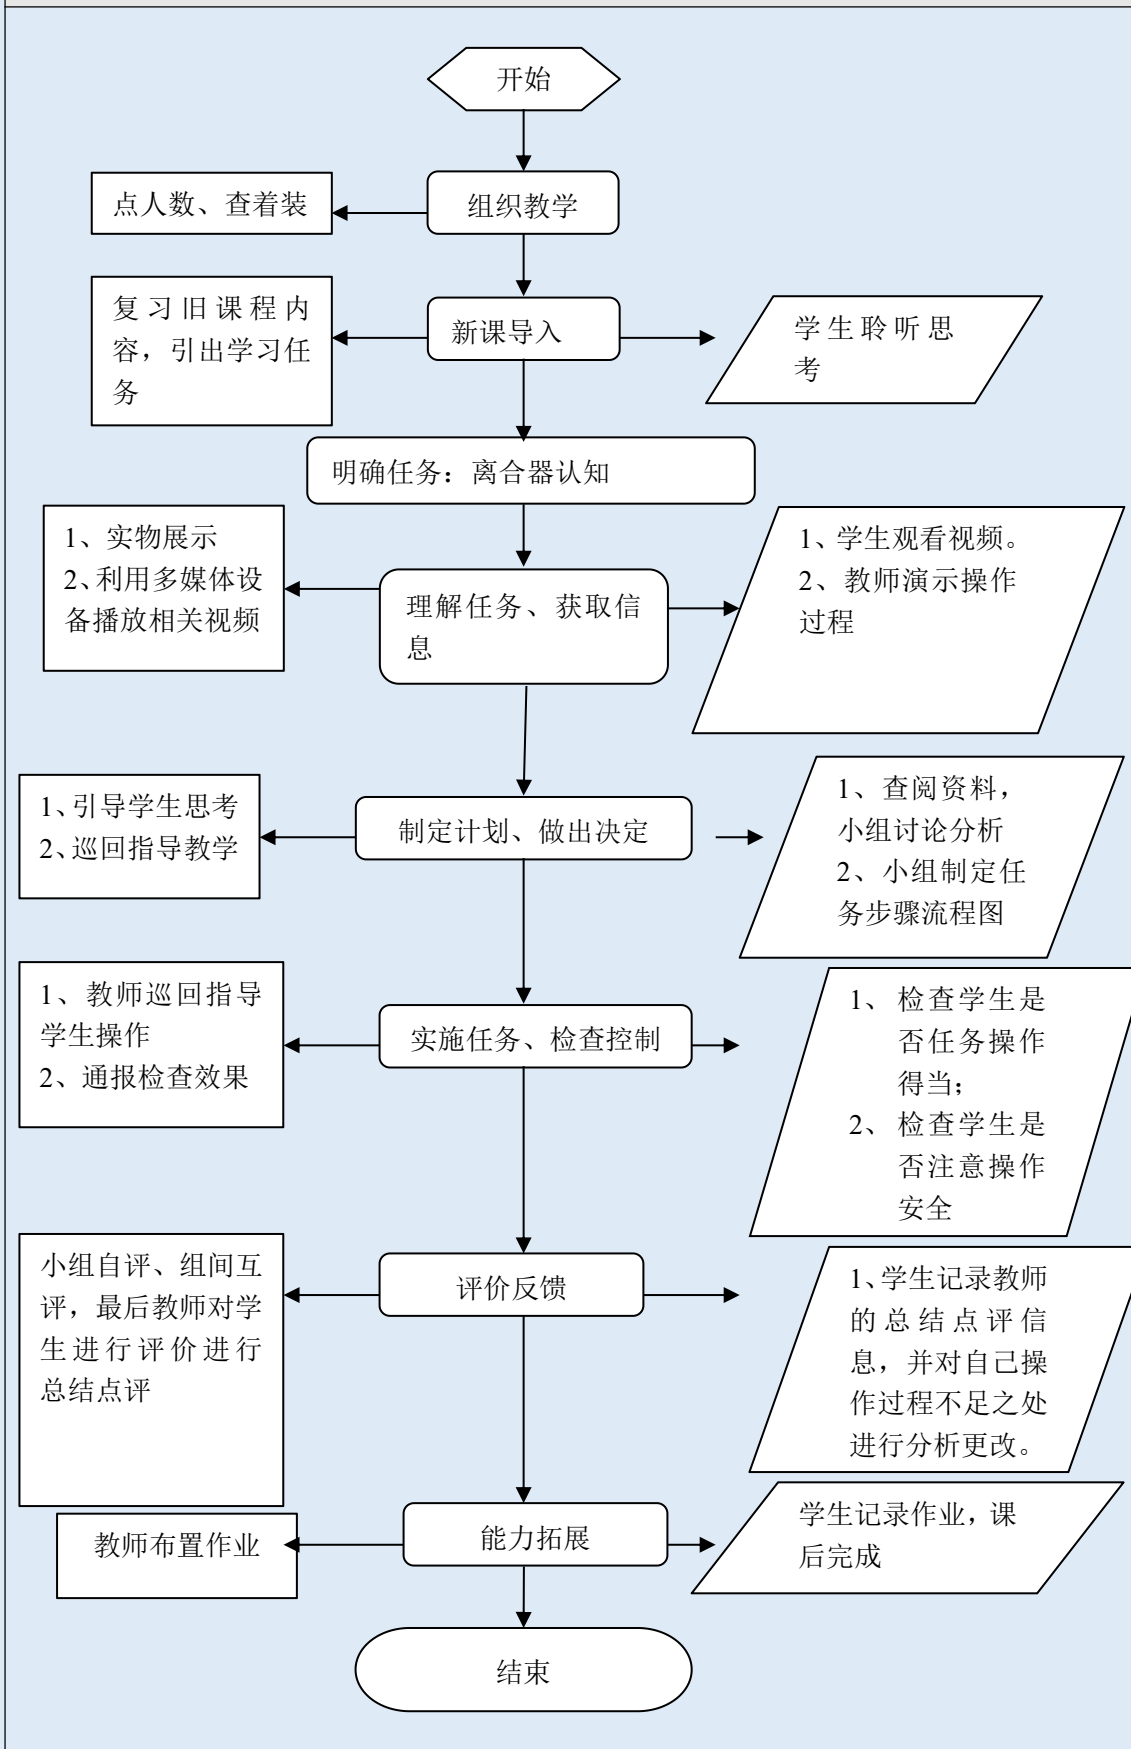 开始
组织教学
点人数、查着装
新课导入
复习旧课程内
容，引出学习任
务
学生聆听思
考
明确任务：离合器认知
理解任务、获取信
息
1、实物展示
2、利用多媒体设
备播放相关视频
1、学生观看视频。
2、教师演示操作
过程
制定计划、做出决定
1、引导学生思考
2、巡回指导教学
1、查阅资料，
小组讨论分析
2、小组制定任
务步骤流程图
实施任务、检查控制
1、教师巡回指导
学生操作
2、通报检查效果
1、检查学生是
否任务操作
得当；
2、检查学生是
否注意操作
安全
评价反馈
小组自评、组间互
评，最后教师对学
生进行评价进行
总结点评
1、学生记录教师
的总结点评信
息，并对自己操
作过程不足之处
进行分析更改。
能力拓展
教师布置作业
学生记录作业，课
后完成
结束